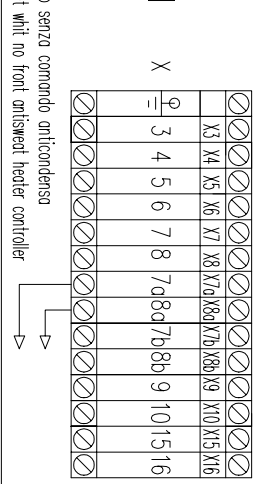 X
X3 X4 X5 X6 X7 X8 X7a X8a X7b X8b X9 X10 X15 X16
3 4 5 6 7 8 7a 8a 7b 8b 9 10 15 16
senza comando anticondensa
whit no front antisweat heater controller